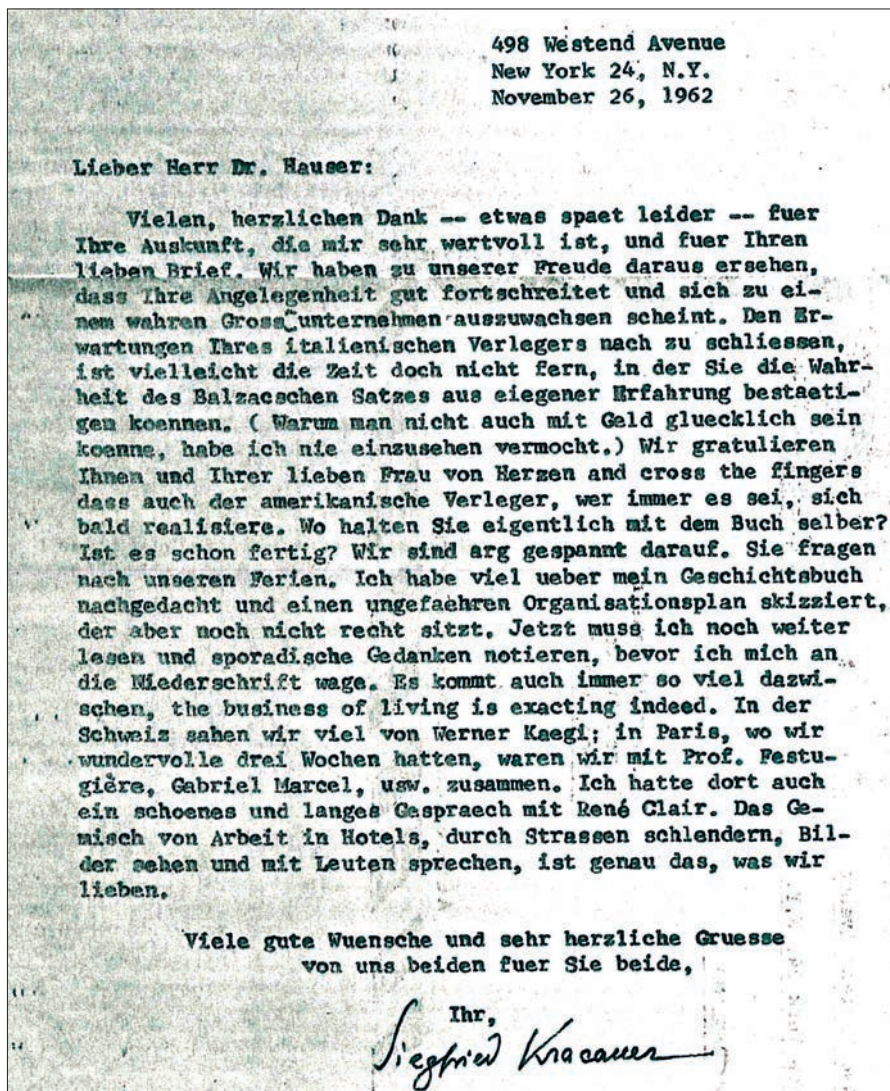 498 Westend Avenue
New York 24, N.Y.
November 26, 1962
Lieber Herr Dr. Hauser:
Vielen, herzlichen Dank -- etwas spaet leider -- fuer
Ihre Auskunft, die mir sehr wertvoll ist, und fuer Ihren
lieben Brief. Wir haben zu unserer Freude daraus ersehen,
dass Ihre Angelegenheit gut fortschreitet und sich zu ei-
nem wahren Gross unternehmen auszuwachsen scheint. Den Er-
wartungen Ihres italienischen Verlegers nach zu schliessen,
ist vielleicht die Zeit doch nicht fern, in der Sie die Wahr-
heit des Balzacschen Satzes aus eiegener Erfahrung bestaeti-
gen koennen. ( Warum man nicht auch mit Geld gluecklich sein
koenne, habe ich nie einzusehen vermocht.) Wir gratulieren
Ihnen und Ihrer lieben Frau von Herzen and cross the fingers
dass auch der amerikanische Verleger, wer immer es sei, sich
bald realisiere. Wo halten Sie eigentlich mit dem Buch selber?
Ist es schon fertig? Wir sind arg gespannt darauf. Sie fragen
nach unseren Ferien. Ich habe viel ueber mein Geschichtsbuch
nachgedacht und einen ungefaehren Organisationsplan skizziert,
der aber noch nicht recht sitzt. Jetzt muss ich noch weiter
lesen und sporadische Gedanken notieren, bevor ich mich an
die Niederschrift wage. Es kommt auch immer so viel dazwi-
schen, the business of living is exacting indeed. In der
Schweiz sahen wir viel von Werner Kaegi; in Paris, wo wir
wundervolle drei Wochen hatten, waren wir mit Prof. Festu-
gière, Gabriel Marcel, usw. zusammen. Ich hatte dort auch
ein schoenes und langes Gespraech mit René Clair. Das Ge-
misch von Arbeit in Hotels, durch Strassen schlendern, Bil-
der sehen und mit Leuten sprechen, ist genau das, was wir
lieben.
Viele gute Wuensche und sehr herzliche Gruesse
von uns beiden fuer Sie beide,
Ihr,
Siegfried Kracauer